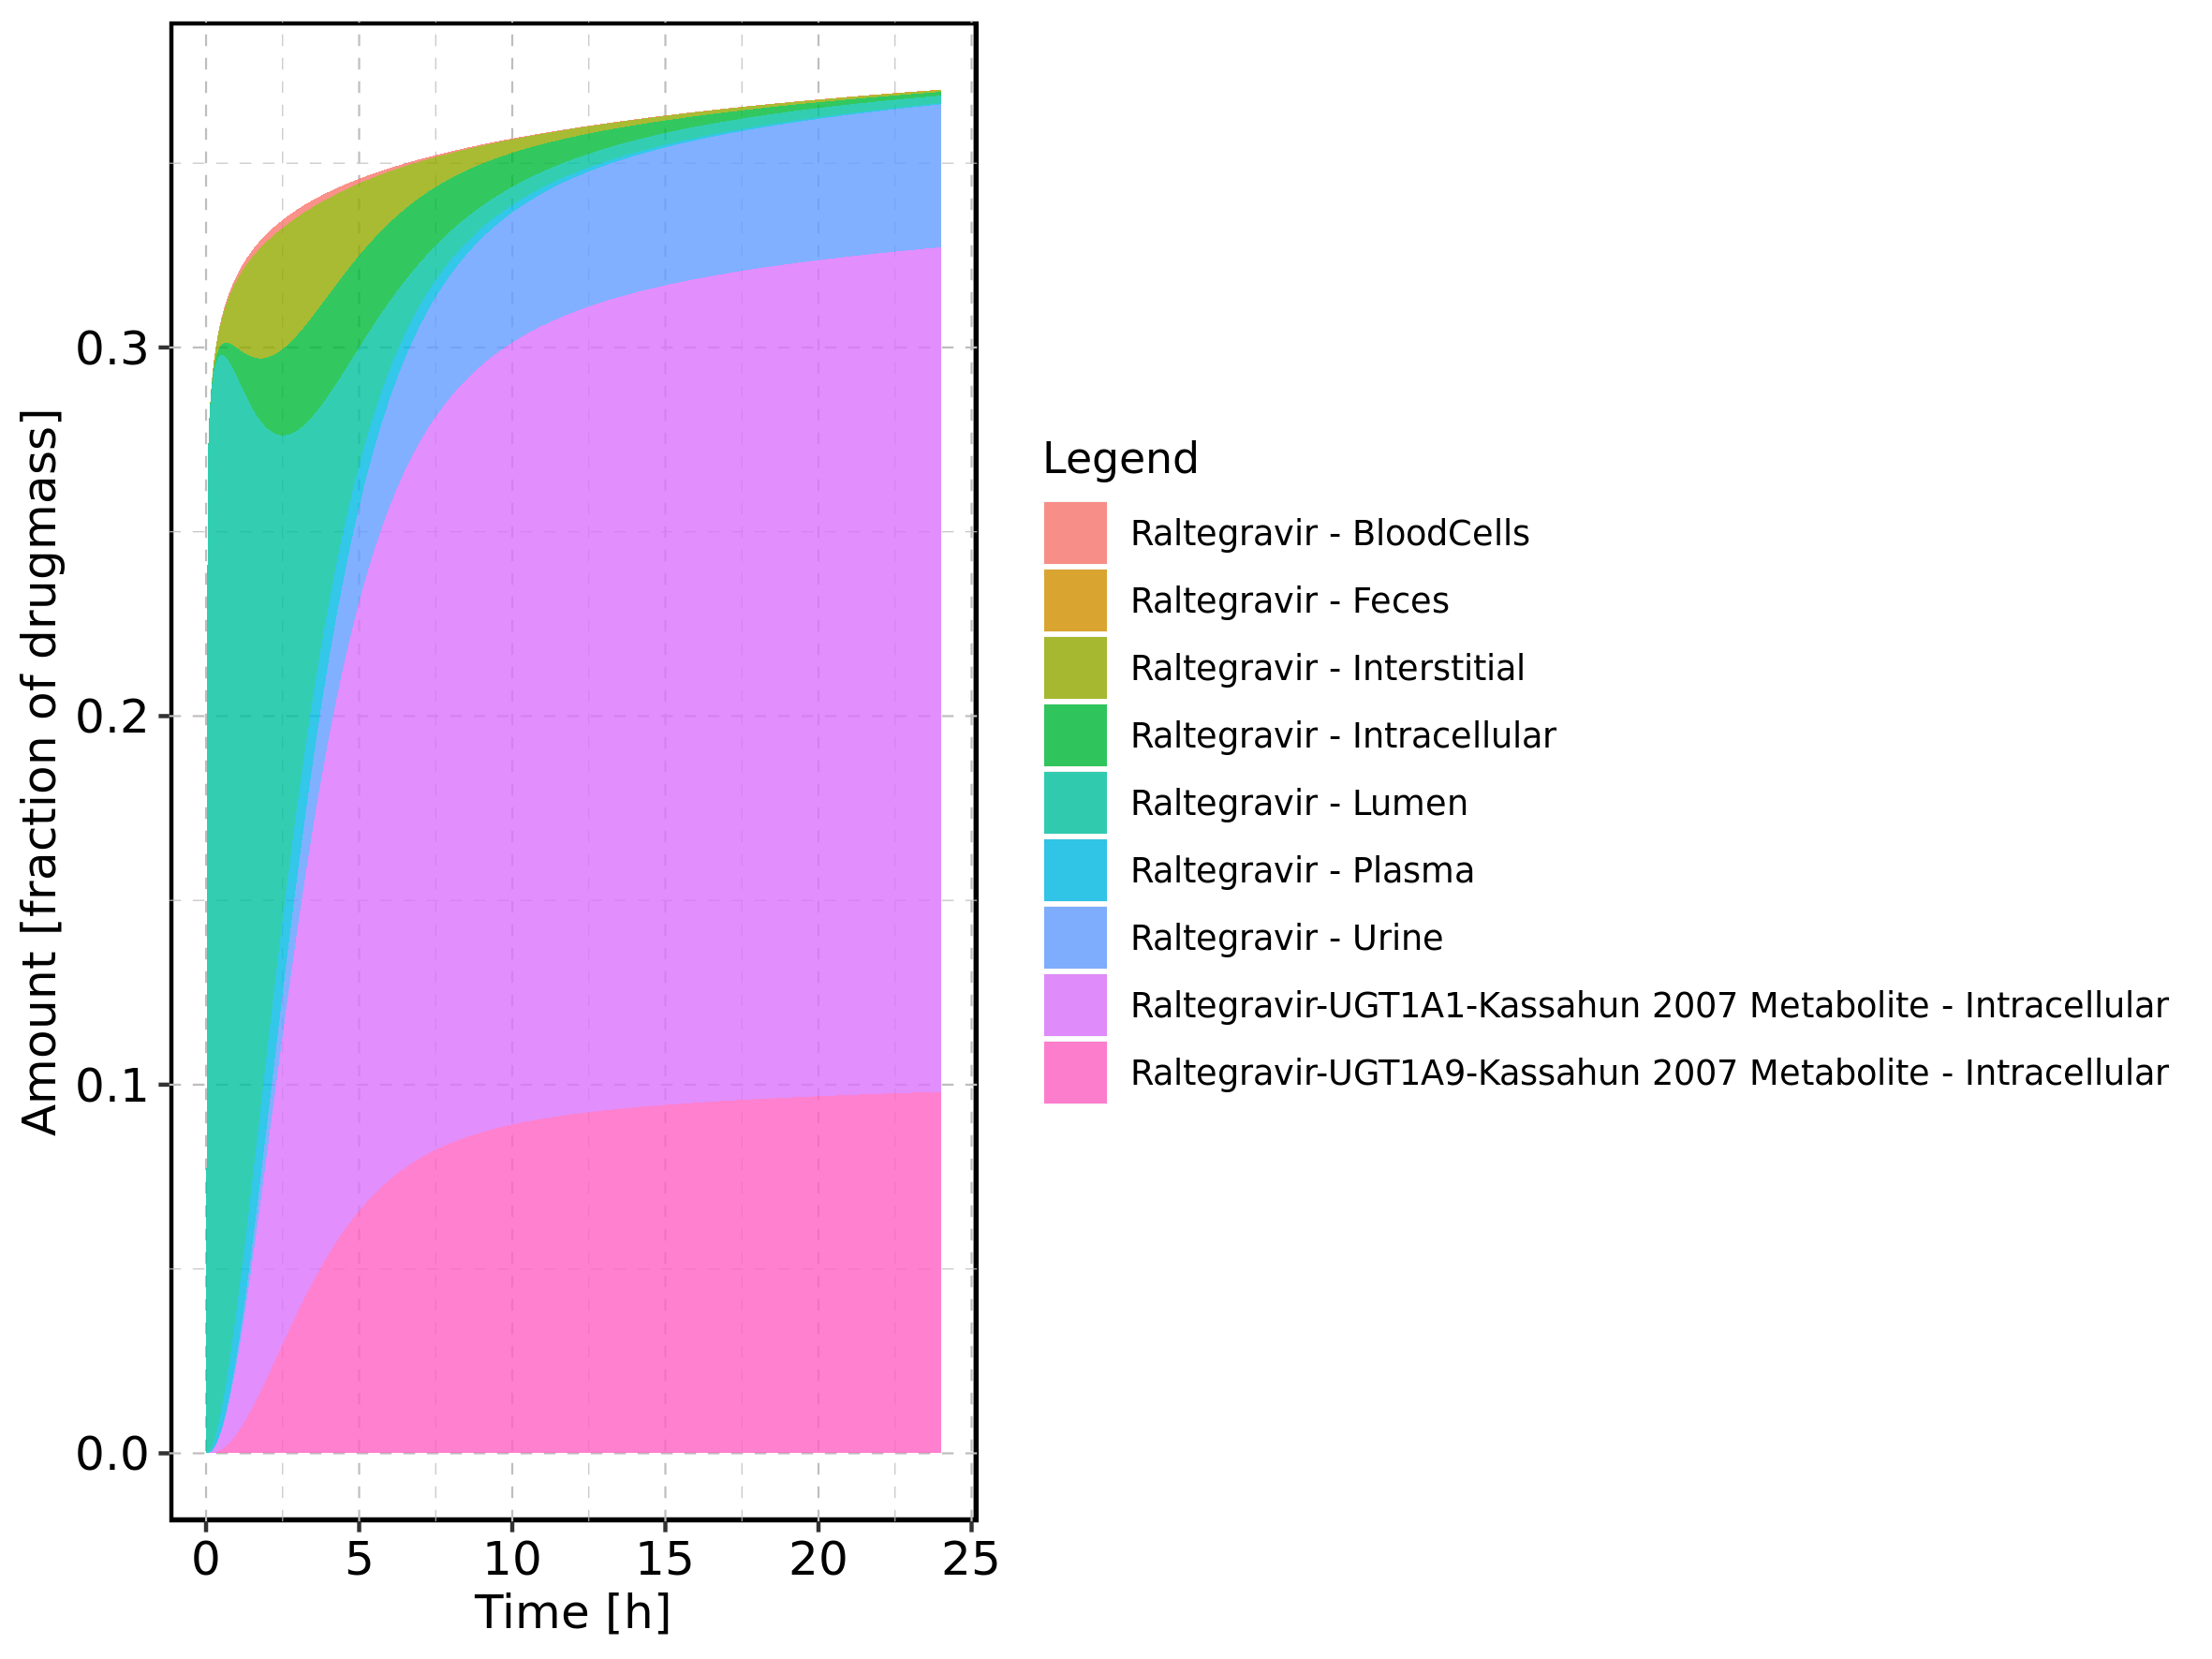 Amount [fraction of drugmass]
0.3
0.2
0.1
0.0
0 5 10 15 20 25
Time [h]
Legend
Raltegravir - BloodCells
Raltegravir - Feces
Raltegravir - Interstitial
Raltegravir - Intracellular
Raltegravir - Lumen
Raltegravir - Plasma
Raltegravir - Urine
Raltegravir-UGT1A1-Kassahun 2007 Metabolite - Intracellular
Raltegravir-UGT1A9-Kassahun 2007 Metabolite - Intracellular